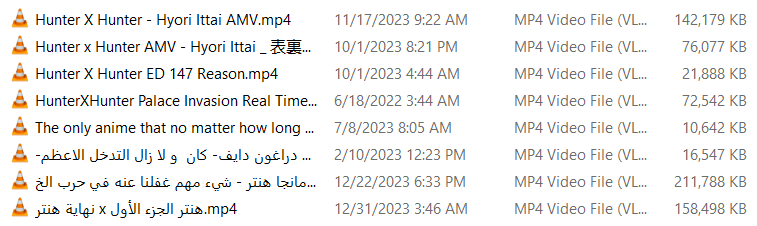 Hunter X Hunter - Hyori Ittai AMV.mp4 11/17/2023 9:22 AM MP4 Video File (VL... 142,179 KB
Hunter x Hunter AMV - Hyori Ittai _ 表裏... 10/1/2023 8:21 PM MP4 Video File (VL... 76,077 KB
Hunter X Hunter ED 147 Reason.mp4 10/1/2023 4:44 AM MP4 Video File (VL... 21,888 KB
HunterXHunter Palace Invasion Real Time... 6/18/2022 3:44 AM MP4 Video File (VL... 72,542 KB
The only anime that no matter how long ... 7/8/2023 8:05 AM MP4 Video File (VL... 10,642 KB
... دراغون دايف- كان و لا زال التدخل الاعظم- 2/10/2023 12:23 PM MP4 Video File (VL... 16,547 KB
...مانجا هنتر - شيء مهم غفلنا عنه في حرب الخ 12/22/2023 6:33 PM MP4 Video File (VL... 211,788 KB
نهاية هنتر x هنتر الجزء الأول.mp4 12/31/2023 3:46 AM MP4 Video File (VL... 158,498 KB